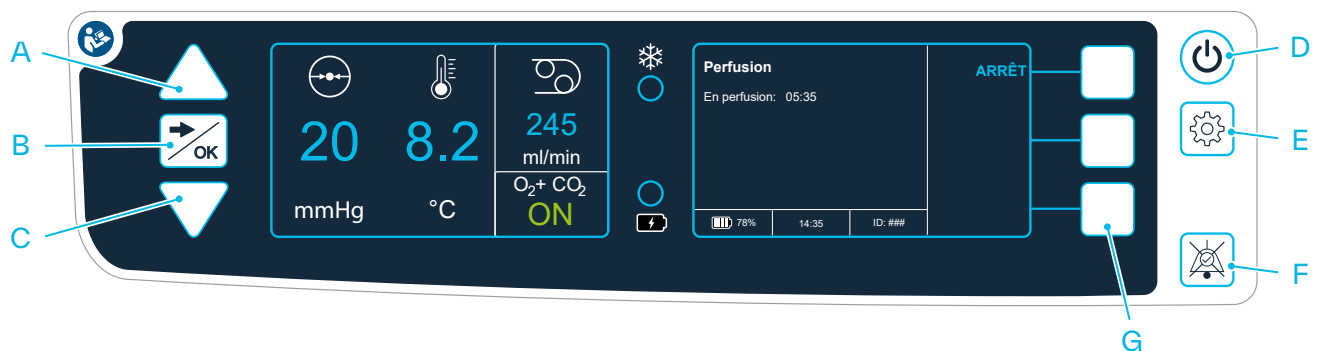 A
B
C
OK
20
mmHg
8.2
°C
245
ml/min
O₂+ CO₂
ON
Perfusion
En perfusion: 05:35
78%
14:35
ID: ###
ARRÊT
D
E
F
G